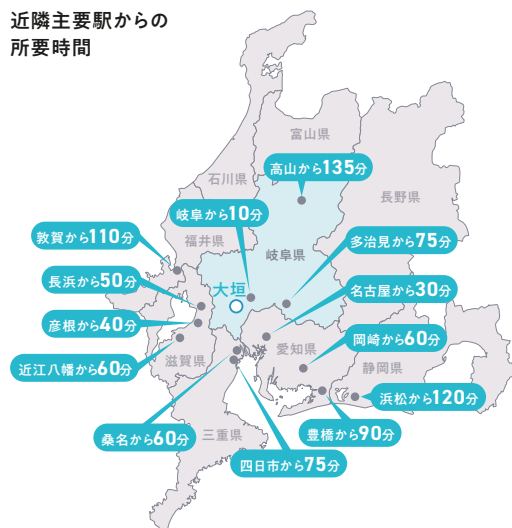 近隣主要駅からの
所要時間
富山県
高山から135分
石川県
長野県
岐阜から10分
敦賀から110分
福井県
岐阜県
多治見から75分
長浜から50分
大垣
名古屋から30分
彦根から40分
岡崎から60分
愛知県
近江八幡から60分
滋賀県
静岡県
浜松から120分
桑名から60分
三重県
豊橋から90分
四日市から75分